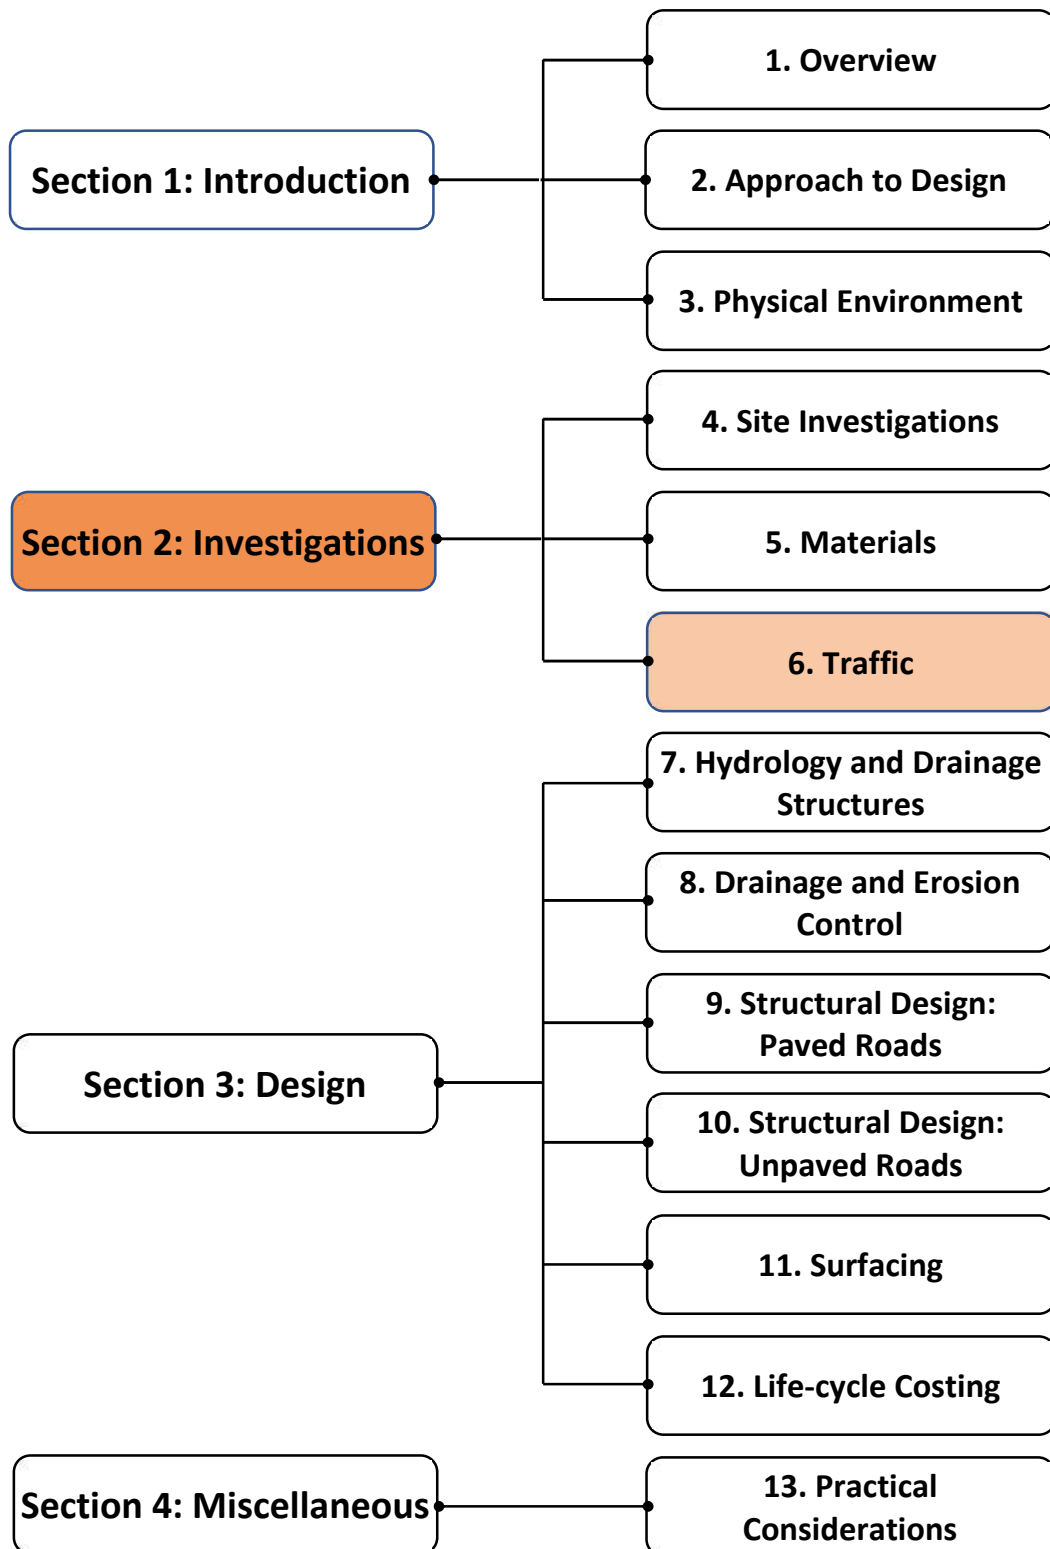 1. Overview
Section 1: Introduction
2. Approach to Design
3. Physical Environment
4. Site Investigations
Section 2: Investigations
5. Materials
6. Traffic
7. Hydrology and Drainage
Structures
8. Drainage and Erosion
Control
9. Structural Design:
Paved Roads
Section 3: Design
10. Structural Design:
Unpaved Roads
11. Surfacing
12. Life-cycle Costing
Section 4: Miscellaneous
13. Practical
Considerations